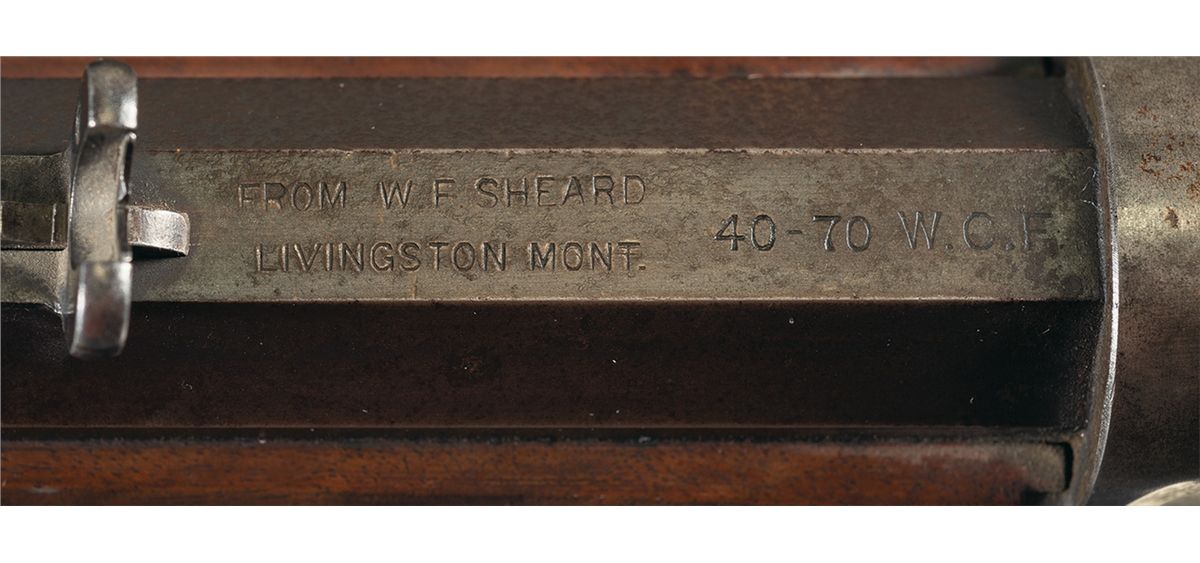 FROM W.F. SHEARD
LIVINGSTON MONT.
40-70 W.C.F.